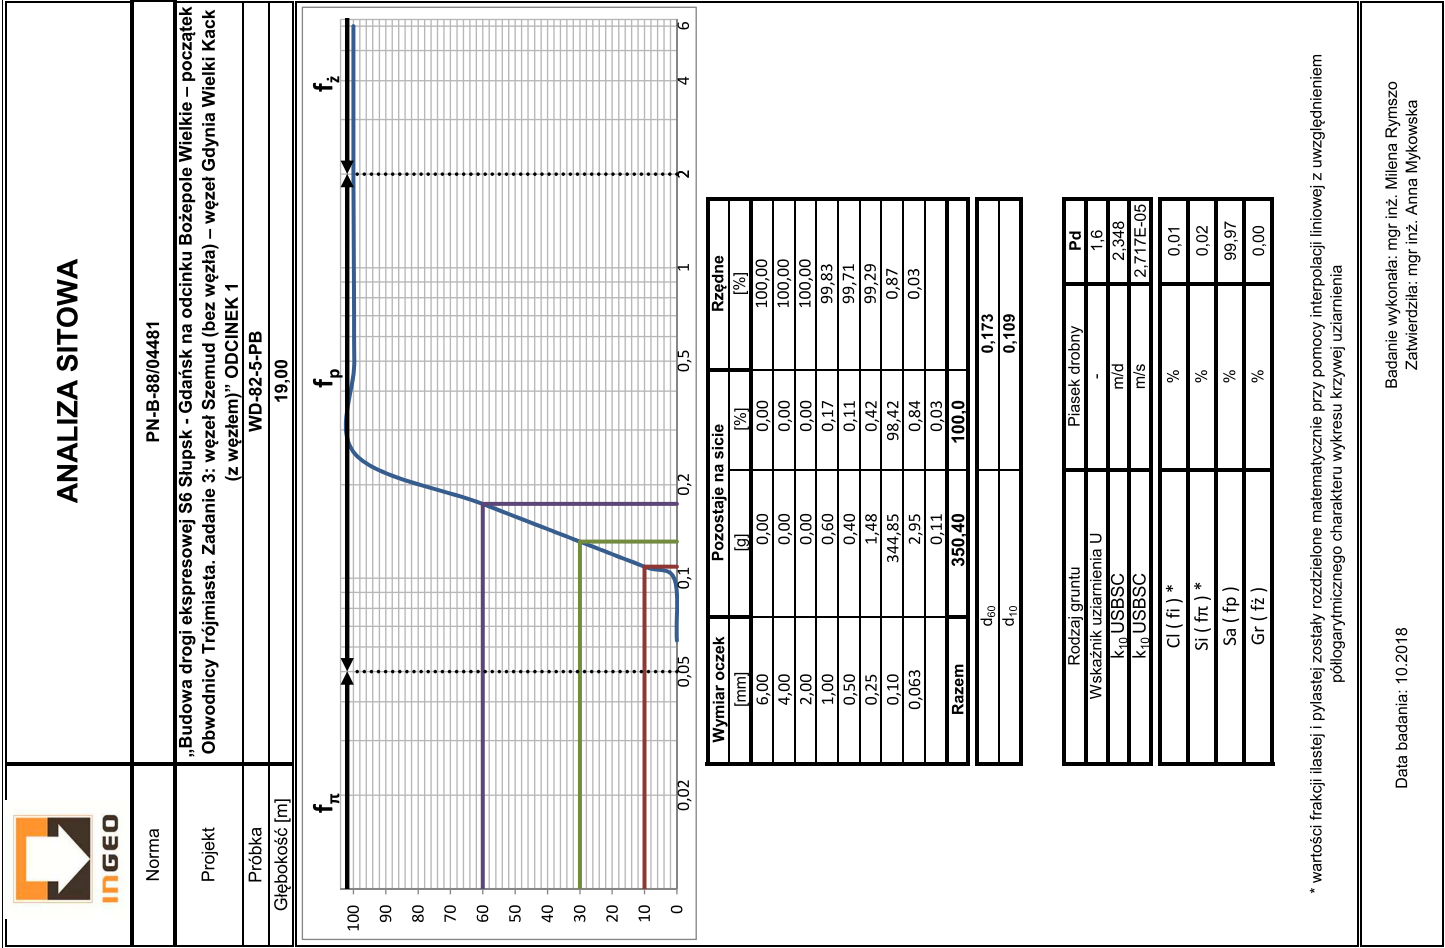 INGEO
ANALIZA SITOWA
Norma PN-B-88/04481
Projekt „Budowa drogi ekspresowej S6 Słupsk - Gdańsk na odcinku Bożepole Wielkie – początek
Obwodnicy Trójmiasta. Zadanie 3: węzeł Szemud (bez węzła) – węzeł Gdynia Wielki Kack
(z węzłem)” ODCINEK 1
Próbka WD-82-5-PB
Głębokość [m] 19,00
fπ fp fż
100
90
80
70
60
50
40
30
20
10
0
0,02 0,05 0,1 0,2 0,5 1 2 4 6
Wymiar oczek Pozostaje na sicie Rzędne
[mm] [g] [%] [%]
6,00 0,00 0,00 100,00
4,00 0,00 0,00 100,00
2,00 0,00 0,00 100,00
1,00 0,60 0,17 99,83
0,50 0,40 0,11 99,71
0,25 1,48 0,42 99,29
0,10 344,85 98,42 0,87
0,063 2,95 0,84 0,03
0,11 0,03
Razem 350,40 100,0
d60 0,173
d10 0,109
Rodzaj gruntu Piasek drobny Pd
Wskaźnik uziarnienia U - 1,6
k10 USBSC m/d 2,348
k10 USBSC m/s 2,717E-05
Cl ( fi ) * % 0,01
Si ( fπ ) * % 0,02
Sa ( fp ) % 99,97
Gr ( fż ) % 0,00
* wartości frakcji ilastej i pylastej zostały rozdzielone matematycznie przy pomocy interpolacji liniowej z uwzględnieniem
półlogarytmicznego charakteru wykresu krzywej uziarnienia
Badanie wykonała: mgr inż. Milena Rymszo
Data badania: 10.2018 Zatwierdziła: mgr inż. Anna Mykowska